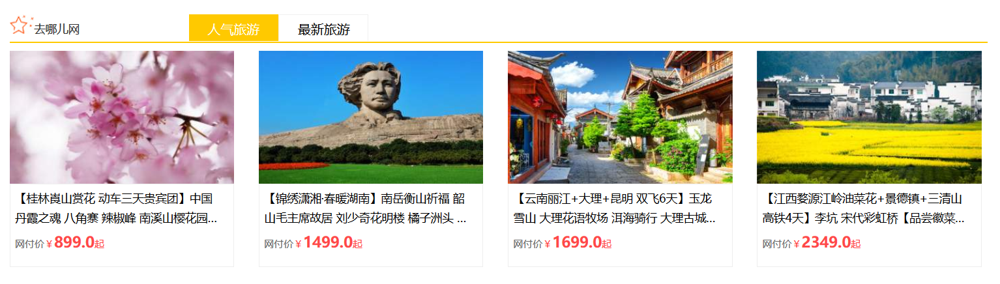 去哪儿网
人气旅游
最新旅游
【桂林崀山赏花 动车三天贵宾团】中国
丹霞之魂 八角寨 辣椒峰 南溪山樱花园...
网付价￥899.0起
【锦绣潇湘·春暖湖南】南岳衡山祈福 韶
山毛主席故居 刘少奇花明楼 橘子洲头 ...
网付价￥1499.0起
【云南丽江+大理+昆明 双飞6天】玉龙
雪山 大理花语牧场 洱海骑行 大理古城...
网付价￥1699.0起
【江西婺源江岭油菜花+景德镇+三清山
高铁4天】李坑 宋代彩虹桥【品尝徽菜...
网付价￥2349.0起